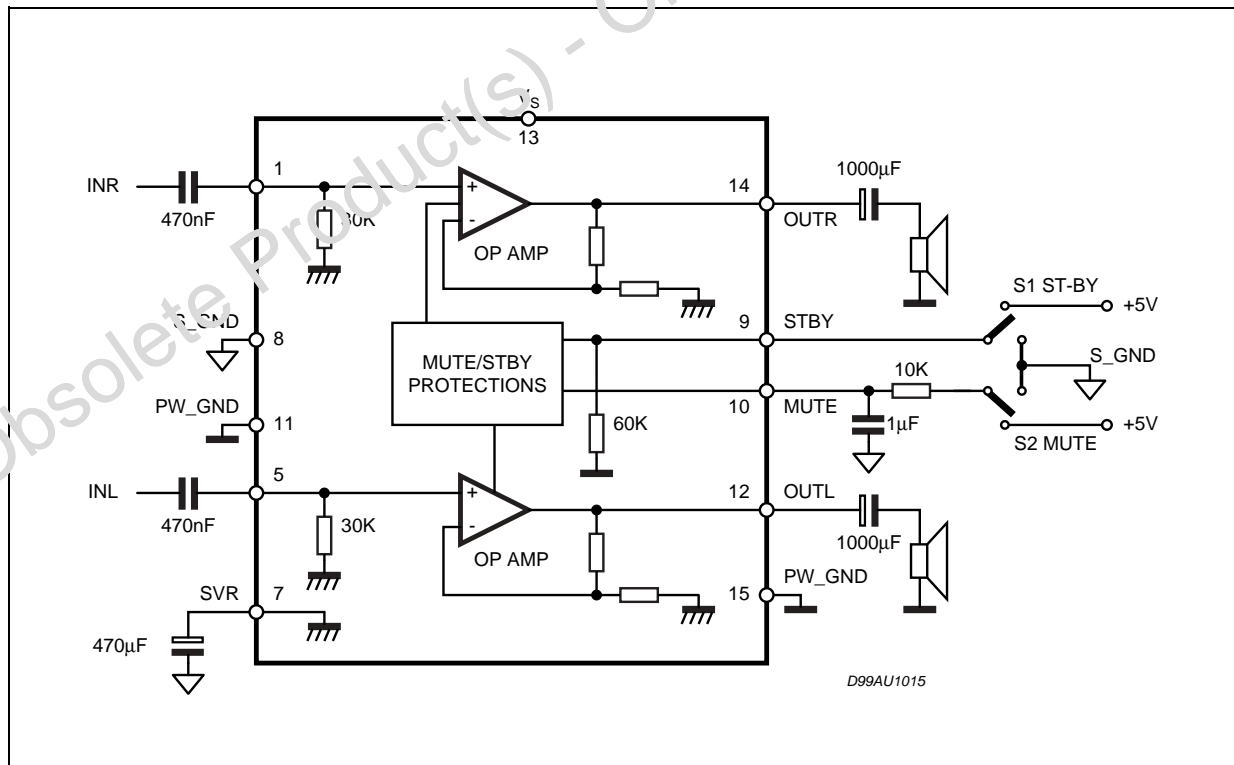 Obsolete Product(s) - O
VS
13
INR
470nF
1
30K
+
-
OP AMP
14
OUTR
1000µF
S_GND
8
PW_GND
11
MUTE/STBY
PROTECTIONS
9
STBY
S1 ST-BY
+5V
S_GND
10
MUTE
10K
1µF
60K
S2 MUTE
+5V
INL
470nF
5
30K
+
-
OP AMP
12
OUTL
1000µF
SVR
7
470µF
15
PW_GND
D99AU1015